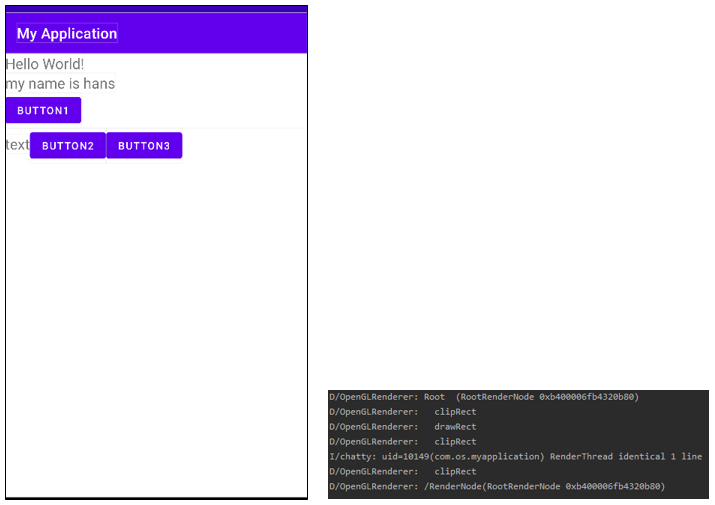 My Application
Hello World!
my name is hans
BUTTON1
text BUTTON2 BUTTON3
D/OpenGLRenderer: Root  (RootRenderNode 0xb400006fb4320b80)
D/OpenGLRenderer:   clipRect
D/OpenGLRenderer:   drawRect
D/OpenGLRenderer:   clipRect
I/chatty: uid=10149(com.os.myapplication) RenderThread identical 1 line
D/OpenGLRenderer:   clipRect
D/OpenGLRenderer: /RenderNode(RootRenderNode 0xb400006fb4320b80)